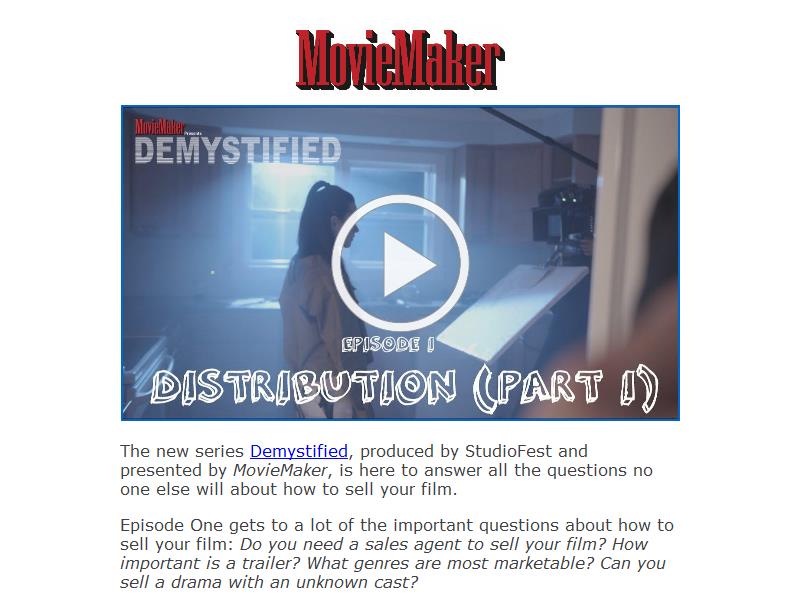 MovieMaker
MovieMaker Presents
DEMYSTIFIED
EPISODE 1
DISTRIBUTION (PART 1)
The new series Demystified, produced by StudioFest and
presented by MovieMaker, is here to answer all the questions no
one else will about how to sell your film.
Episode One gets to a lot of the important questions about how to
sell your film: Do you need a sales agent to sell your film? How
important is a trailer? What genres are most marketable? Can you
sell a drama with an unknown cast?